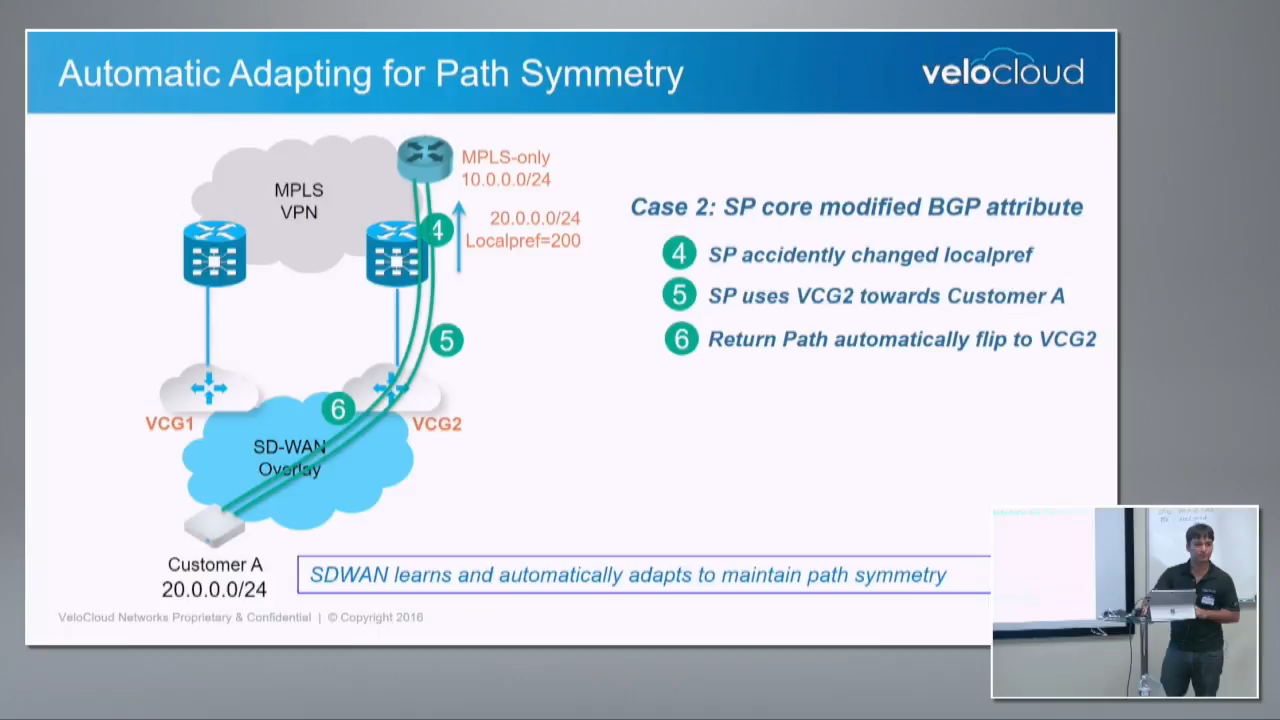 Automatic Adapting for Path Symmetry
velocloud
MPLS
VPN
MPLS-only
10.0.0.0/24
20.0.0.0/24
Localpref=200
4
5
6
VCG1
VCG2
SD-WAN
Overlay
Customer A
20.0.0.0/24
Case 2: SP core modified BGP attribute
4 SP accidently changed localpref
5 SP uses VCG2 towards Customer A
6 Return Path automatically flip to VCG2
SDWAN learns and automatically adapts to maintain path symmetry
VeloCloud Networks Proprietary & Confidential | © Copyright 2016